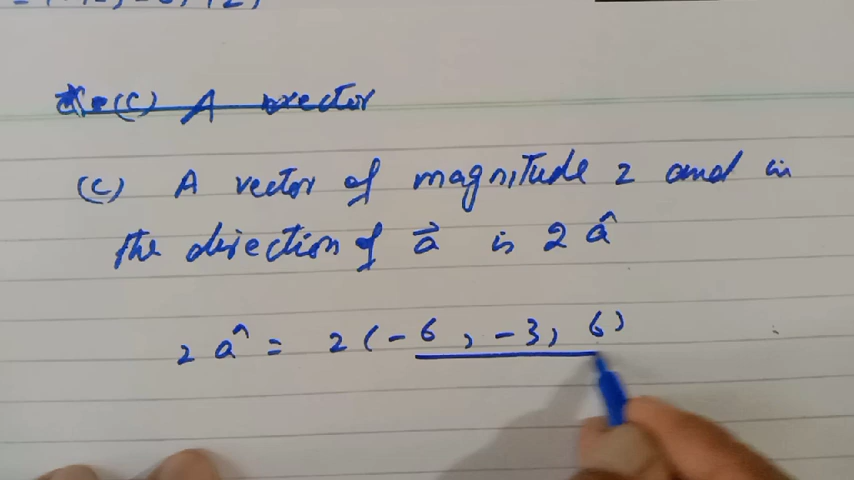 (C) A vector
(C) A vector of magnitude 2 and in
the direction of a⃗ is 2 â
2 â = 2 ( - 6 , - 3 , 6 )